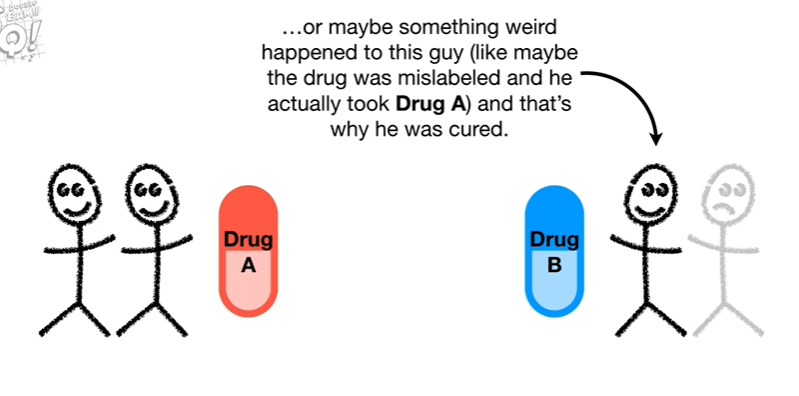 …or maybe something weird
happened to this guy (like maybe
the drug was mislabeled and he
actually took Drug A) and that's
why he was cured.
Drug
A
Drug
B